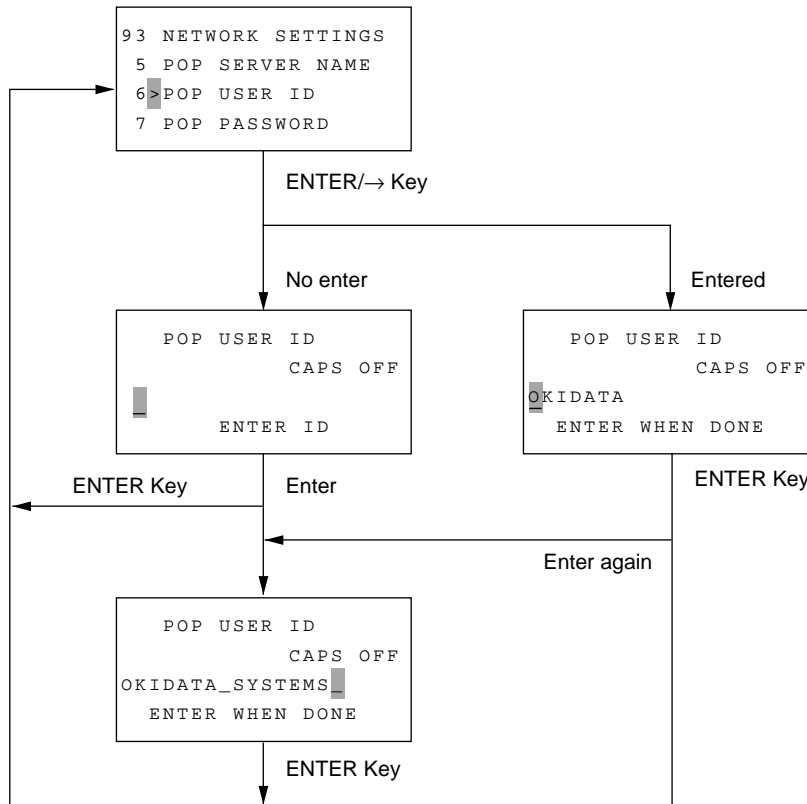 93 NETWORK SETTINGS
5 POP SERVER NAME
6>POP USER ID
7 POP PASSWORD
ENTER/→ Key
No enter
Entered
POP USER ID
CAPS OFF
_
ENTER ID
POP USER ID
CAPS OFF
OKIDATA
ENTER WHEN DONE
ENTER Key
Enter
ENTER Key
Enter again
POP USER ID
CAPS OFF
OKIDATA_SYSTEMS_
ENTER WHEN DONE
ENTER Key